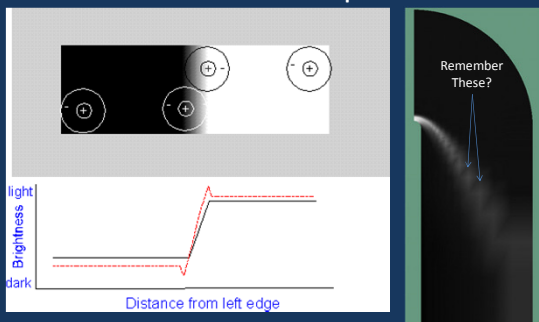 Remember
These?
+ -
- +
- +
- +
light
Brightness
dark
Distance from left edge